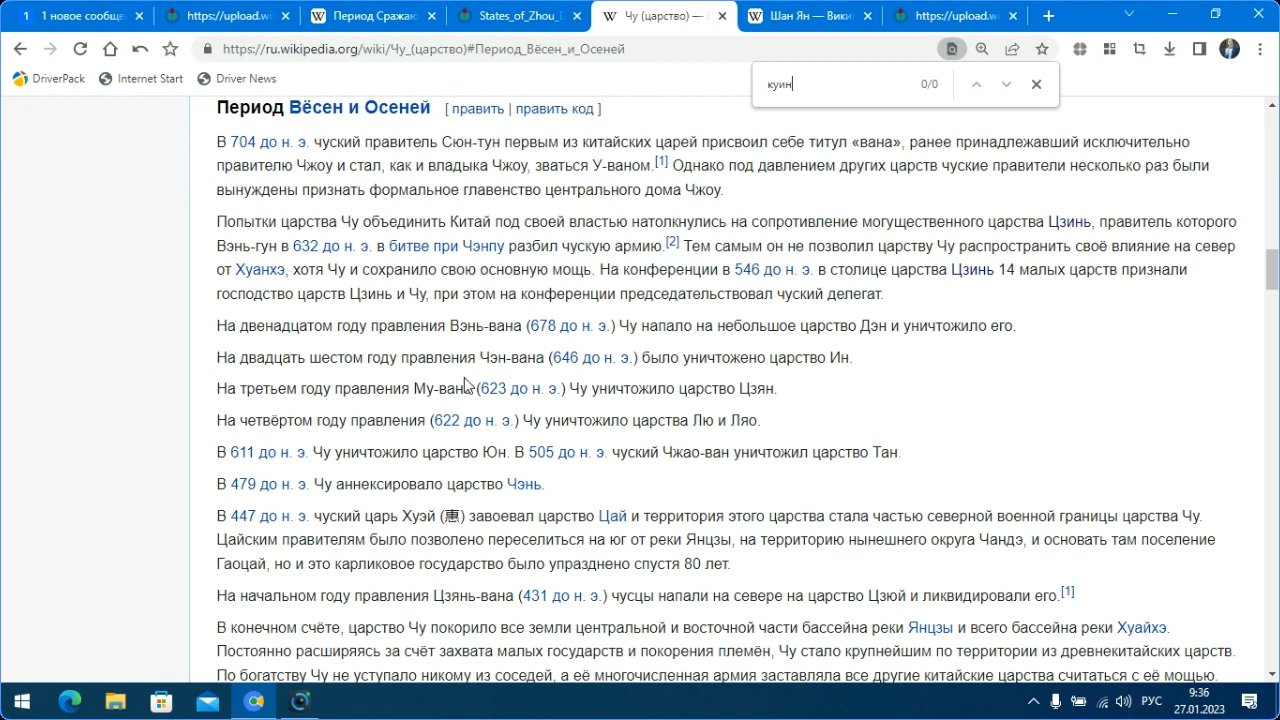 1 новое сообще
https://upload.wi
Период Сражаю
States_of_Zhou_D
Чу (царство) —
Шан Ян — Вики
https://upload.wi
https://ru.wikipedia.org/wiki/Чу_(царство)#Период_Вёсен_и_Осеней
DriverPack
Internet Start
Driver News
куин
0/0
Период Вёсен и Осеней [ править | править код ]
В 704 до н. э. чуский правитель Сюн-тун первым из китайских царей присвоил себе титул «вана», ранее принадлежавший исключительно
правителю Чжоу и стал, как и владыка Чжоу, зваться У-ваном.[1] Однако под давлением других царств чуские правители несколько раз были
вынуждены признать формальное главенство центрального дома Чжоу.
Попытки царства Чу объединить Китай под своей властью натолкнулись на сопротивление могущественного царства Цзинь, правитель которого
Вэнь-гун в 632 до н. э. в битве при Чэнпу разбил чускую армию.[2] Тем самым он не позволил царству Чу распространить своё влияние на север
от Хуанхэ, хотя Чу и сохранило свою основную мощь. На конференции в 546 до н. э. в столице царства Цзинь 14 малых царств признали
господство царств Цзинь и Чу, при этом на конференции председательствовал чуский делегат.
На двенадцатом году правления Вэнь-вана (678 до н. э.) Чу напало на небольшое царство Дэн и уничтожило его.
На двадцать шестом году правления Чэн-вана (646 до н. э.) было уничтожено царство Ин.
На третьем году правления Му-вана (623 до н. э.) Чу уничтожило царство Цзян.
На четвёртом году правления (622 до н. э.) Чу уничтожило царства Лю и Ляо.
В 611 до н. э. Чу уничтожило царство Юн. В 505 до н. э. чуский Чжао-ван уничтожил царство Тан.
В 479 до н. э. Чу аннексировало царство Чэнь.
В 447 до н. э. чуский царь Хуэй (惠) завоевал царство Цай и территория этого царства стала частью северной военной границы царства Чу.
Цайским правителям было позволено переселиться на юг от реки Янцзы, на территорию нынешнего округа Чандэ, и основать там поселение
Гаоцай, но и это карликовое государство было упразднено спустя 80 лет.
На начальном году правления Цзянь-вана (431 до н. э.) чусцы напали на севере на царство Цзюй и ликвидировали его.[1]
В конечном счёте, царство Чу покорило все земли центральной и восточной части бассейна реки Янцзы и всего бассейна реки Хуайхэ.
Постоянно расширяясь за счёт захвата малых государств и покорения племён, Чу стало крупнейшим по территории из древнекитайских царств.
По богатству Чу не уступало никому из соседей, а её многочисленная армия заставляла все другие китайские царства считаться с её мощью.
РУС
9:36
27.01.2023